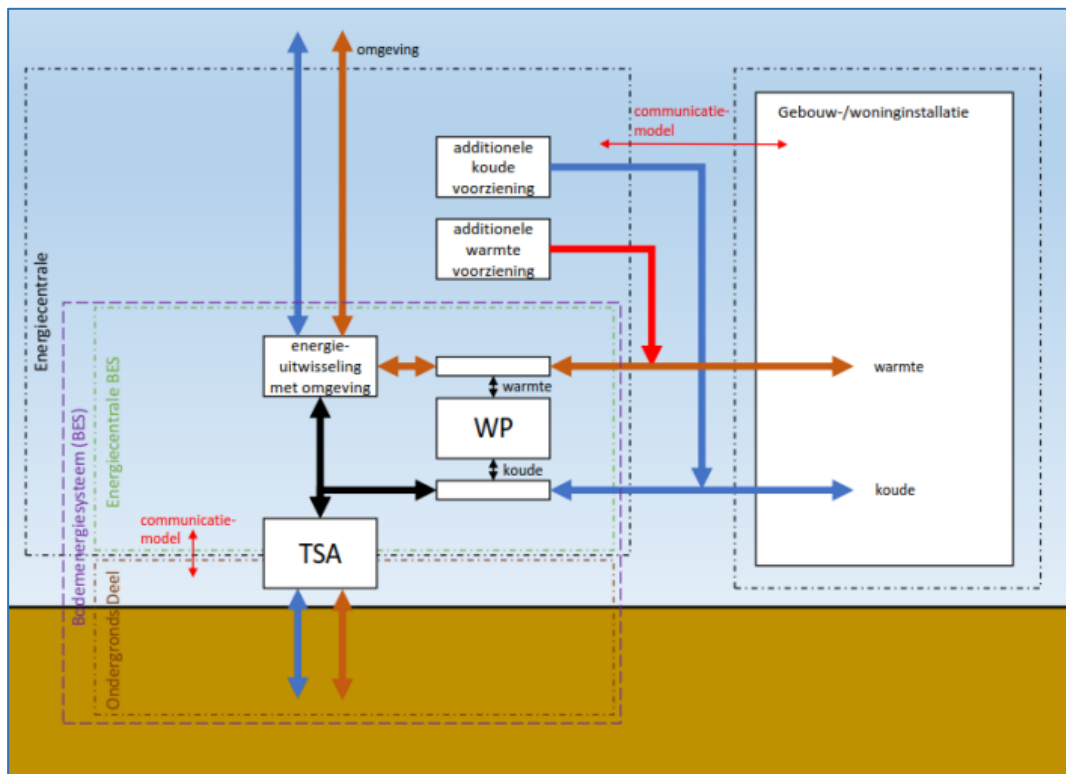 omgeving
communicatie-
model
Gebouw-/woninginstallatie
additionele
koude
voorziening
additionele
warmte
voorziening
Energiecentrale
Bodemenergiesysteem (BES)
Energiecentrale BES
energie-
uitwisseling
met omgeving
warmte
warmte
WP
koude
koude
communicatie-
model
TSA
Ondergronds Deel